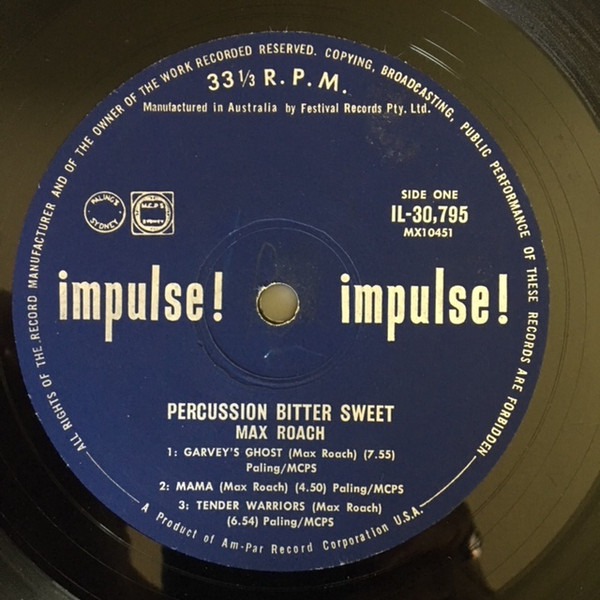 ALL RIGHTS OF THE RECORD MANUFACTURER AND OF THE OWNER OF THE WORK RECORDED RESERVED. COPYING, BROADCASTING, PUBLIC PERFORMANCE OF THESE RECORDS ARE FORBIDDEN
33 1/3 R.P.M.
Manufactured in Australia by Festival Records Pty. Ltd.
PALING'S
SYDNEY
M.C.P.S
SYDNEY
SIDE ONE
IL-30,795
MX10451
impulse! impulse!
PERCUSSION BITTER SWEET
MAX ROACH
1: GARVEY'S GHOST (Max Roach) (7.55)
Paling/MCPS
2: MAMA (Max Roach) (4.50) Paling/MCPS
3: TENDER WARRIORS (Max Roach)
(6.54) Paling/MCPS
A Product of Am-Par Record Corporation U.S.A.